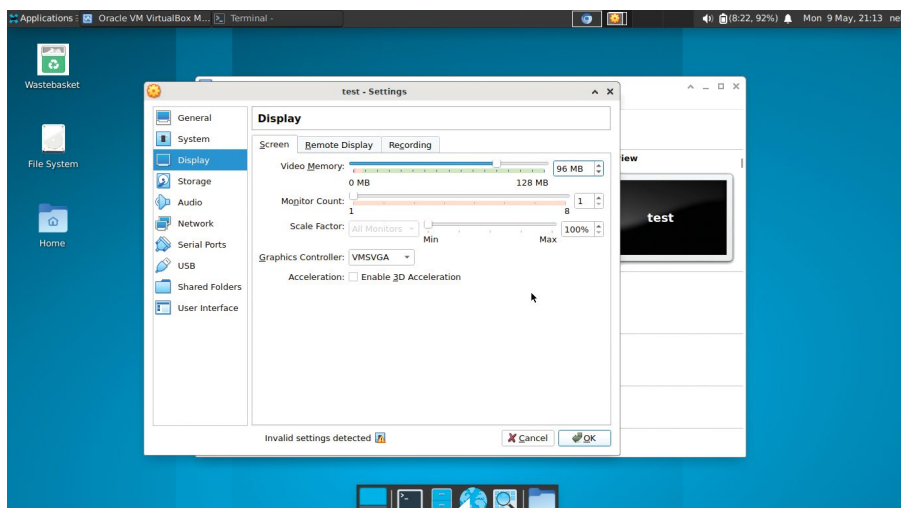 Applications Oracle VM VirtualBox M... Terminal - (8:22, 92%) Mon 9 May, 21:13 ne
Wastebasket
File System
Home
test - Settings
General
System
Display
Storage
Audio
Network
Serial Ports
USB
Shared Folders
User Interface
Display
Screen Remote Display Recording
Video Memory: 96 MB
0 MB 128 MB
Monitor Count: 1
1 8
Scale Factor: All Monitors 100%
Min Max
Graphics Controller: VMSVGA
Acceleration: Enable 3D Acceleration
Invalid settings detected Cancel OK
iew
test